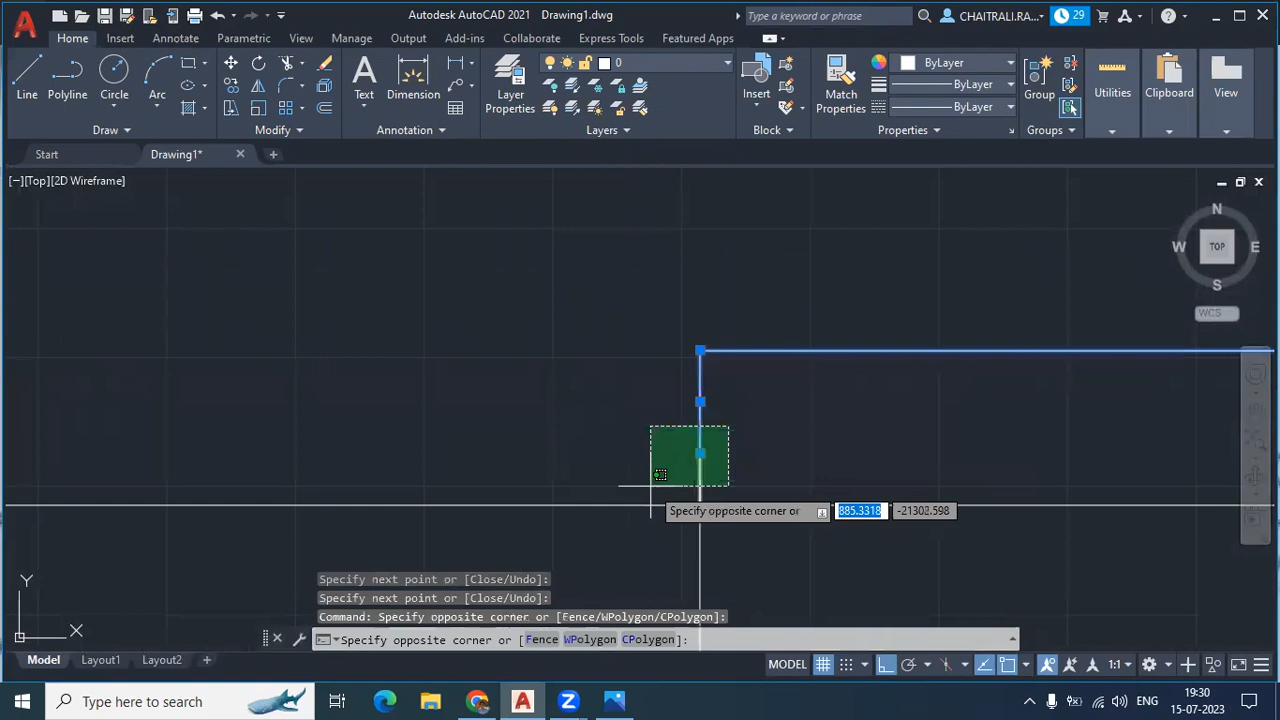 Autodesk AutoCAD 2021 Drawing1.dwg
Type a keyword or phrase
CHAITRALI.RA...
29
Home Insert Annotate Parametric View Manage Output Add-ins Collaborate Express Tools Featured Apps
Line Polyline Circle Arc
Text Dimension
Layer Properties
0
Insert
Match Properties
ByLayer
ByLayer
ByLayer
Group
Utilities
Clipboard
View
Draw Modify Annotation Layers Block Properties Groups
Start Drawing1*
[−][Top][2D Wireframe]
N
W TOP E
S
WCS
Specify opposite corner or 885.3318 -21302.598
Y
X
Specify next point or [Close/Undo]:
Specify next point or [Close/Undo]:
Command: Specify opposite corner or [Fence/WPolygon/CPolygon]:
Specify opposite corner or [Fence WPolygon CPolygon]:
Model Layout1 Layout2 +
MODEL 1:1
Type here to search
ENG
19:30
15-07-2023